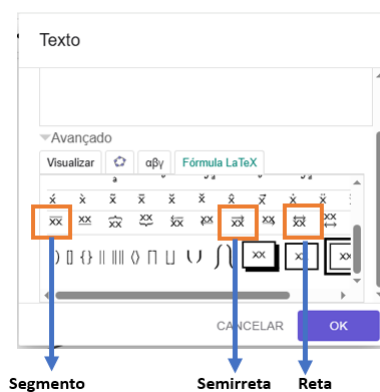 Texto
Avançado
Visualizar αβγ Fórmula LaTeX
CANCELAR OK
Segmento Semirreta Reta